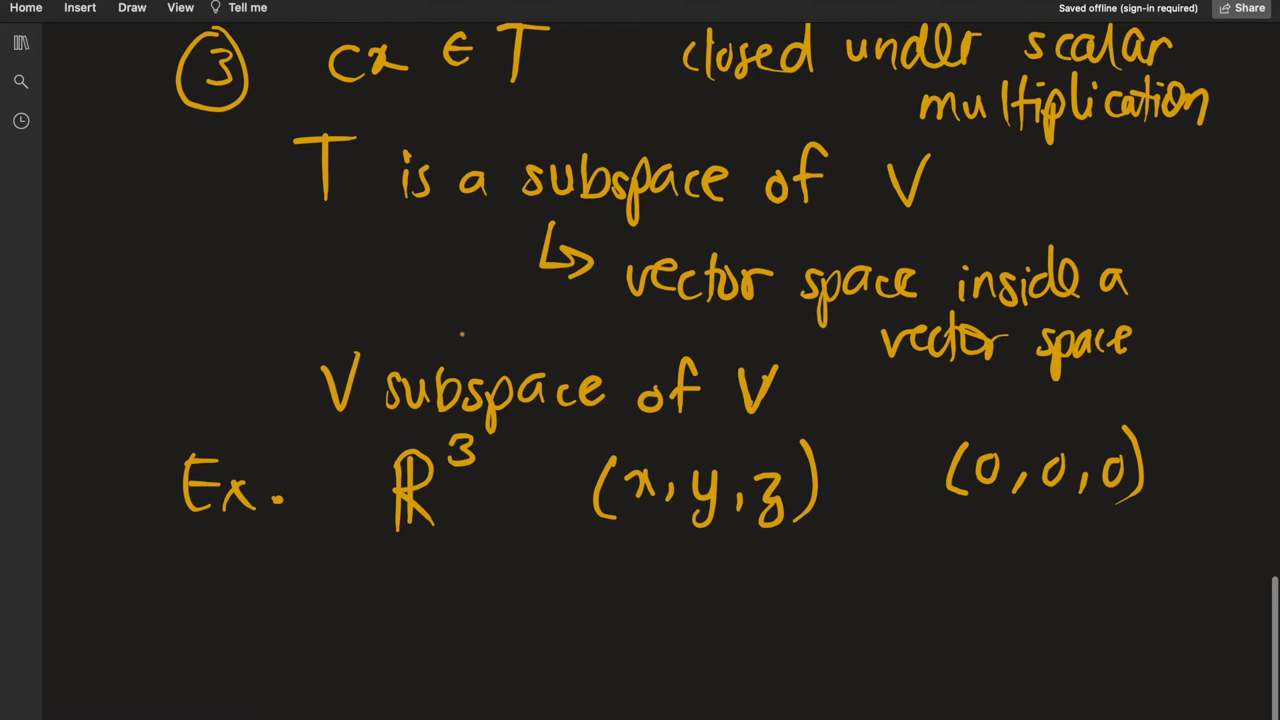 Home Insert Draw View Tell me Saved offline (sign-in required) Share
③ cx ∈ T closed under scalar
multiplication
T is a subspace of V
↳ vector space inside a
vector space
V subspace of V
Ex. ℝ³ (x, y, z) (0, 0, 0)